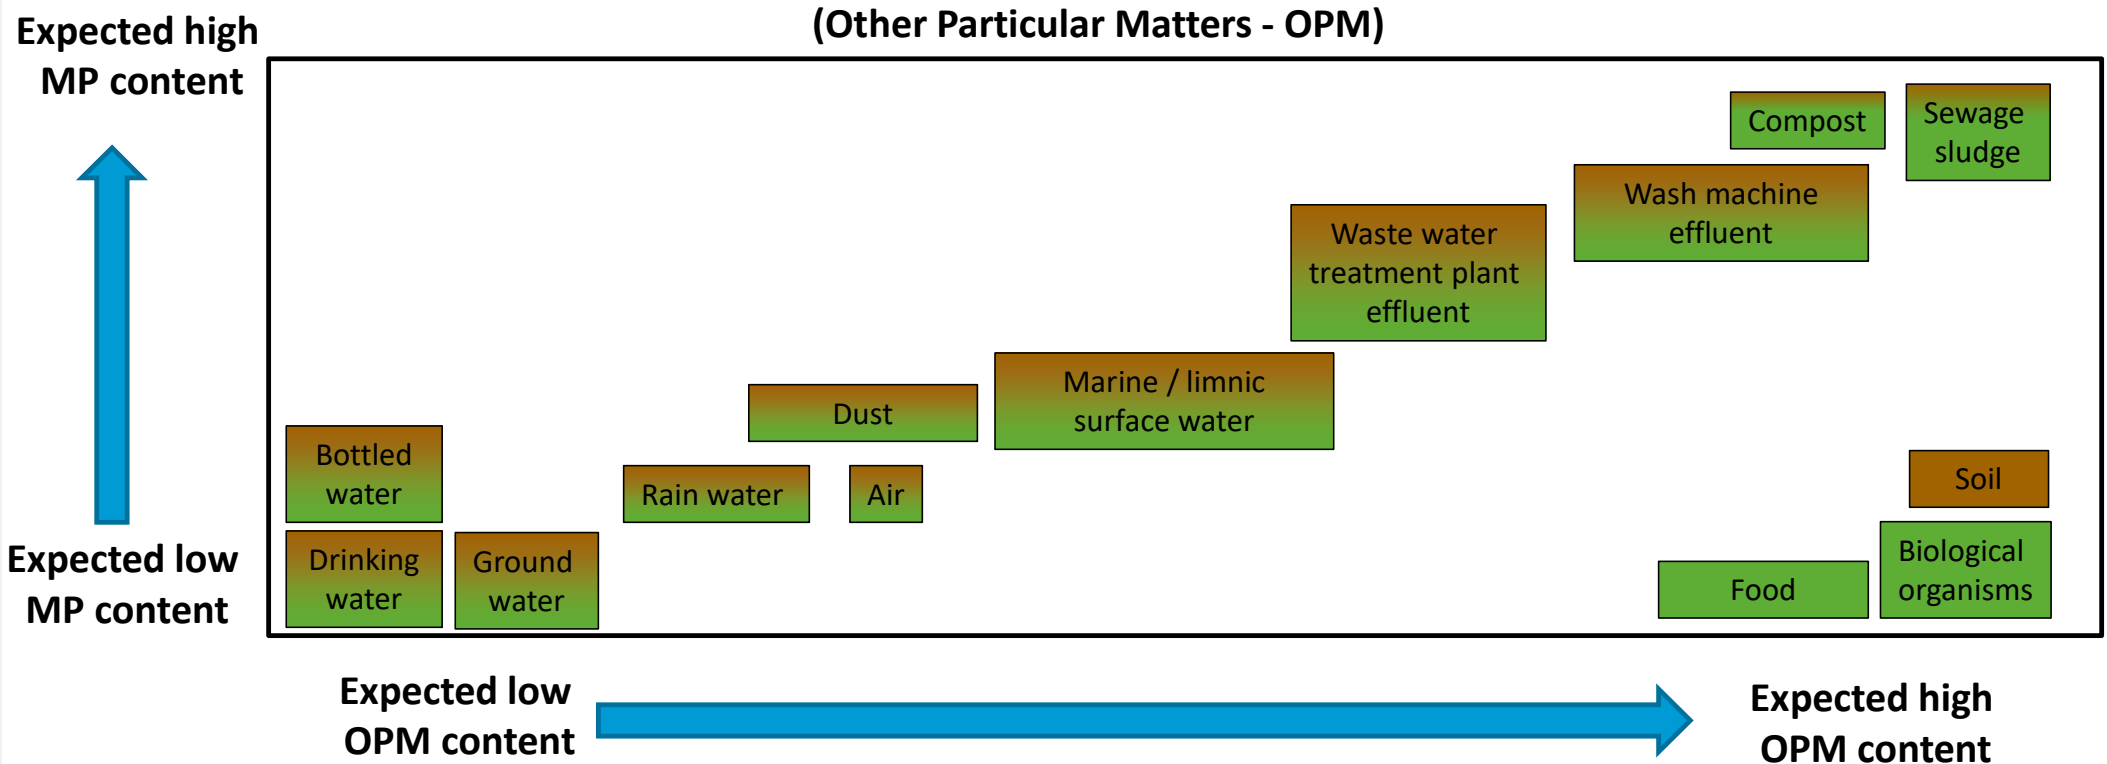 (Other Particular Matters - OPM)
Expected high
MP content
Compost
Sewage
sludge
Wash machine
effluent
Waste water
treatment plant
effluent
Marine / limnic
surface water
Dust
Bottled
water
Rain water
Air
Soil
Drinking
water
Ground
water
Food
Biological
organisms
Expected low
MP content
Expected low
OPM content
Expected high
OPM content